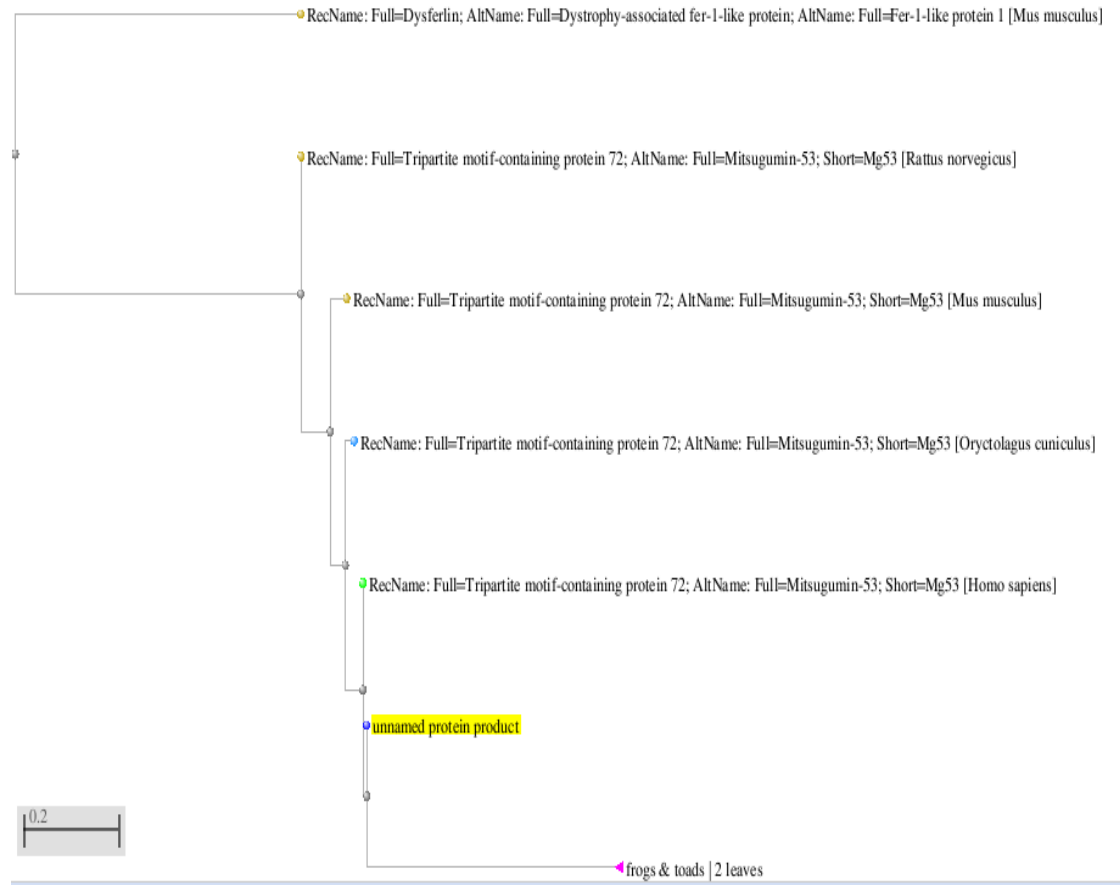 RecName: Full=Dysferlin; AltName: Full=Dystrophy-associated fer-1-like protein; AltName: Full=Fer-1-like protein 1 [Mus musculus]
RecName: Full=Tripartite motif-containing protein 72; AltName: Full=Mitsugumin-53; Short=Mg53 [Rattus norvegicus]
RecName: Full=Tripartite motif-containing protein 72; AltName: Full=Mitsugumin-53; Short=Mg53 [Mus musculus]
RecName: Full=Tripartite motif-containing protein 72; AltName: Full=Mitsugumin-53; Short=Mg53 [Oryctolagus cuniculus]
RecName: Full=Tripartite motif-containing protein 72; AltName: Full=Mitsugumin-53; Short=Mg53 [Homo sapiens]
unnamed protein product
0.2
frogs & toads | 2 leaves